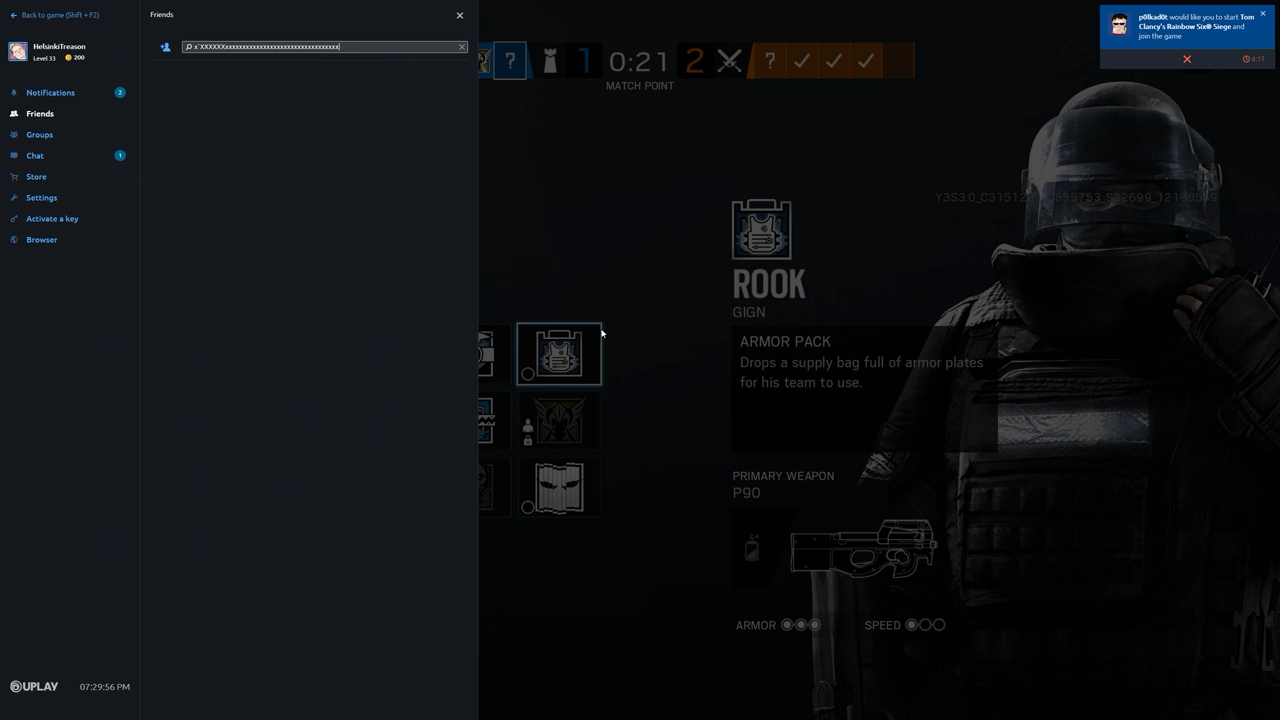 Back to game (Shift + F2)
HelsinkiTreason
Level 33 200
Notifications 2
Friends
Groups
Chat 1
Store
Settings
Activate a key
Browser
UPLAY 07:29:56 PM
Friends
? 1 0:21 2 ?
MATCH POINT
p0lkad0t would like you to start Tom
Clancy's Rainbow Six® Siege and
join the game
4:17
ROOK
GIGN
ARMOR PACK
Drops a supply bag full of armor plates
for his team to use.
PRIMARY WEAPON
P90
ARMOR SPEED